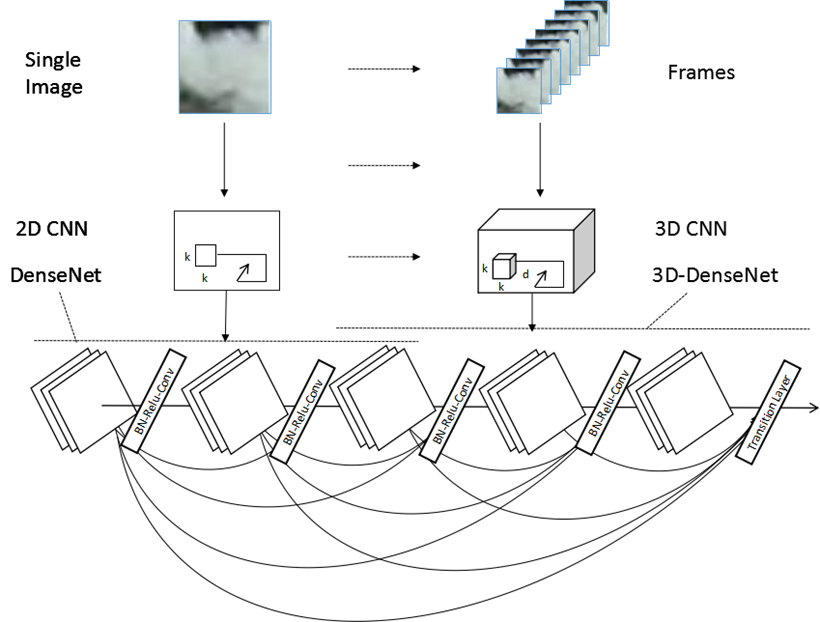 Single
Image
Frames
2D CNN
3D CNN
k
k
k
d
k
DenseNet
3D-DenseNet
BN-Relu-Conv
BN-Relu-Conv
BN-Relu-Conv
BN-Relu-Conv
Transition Layer